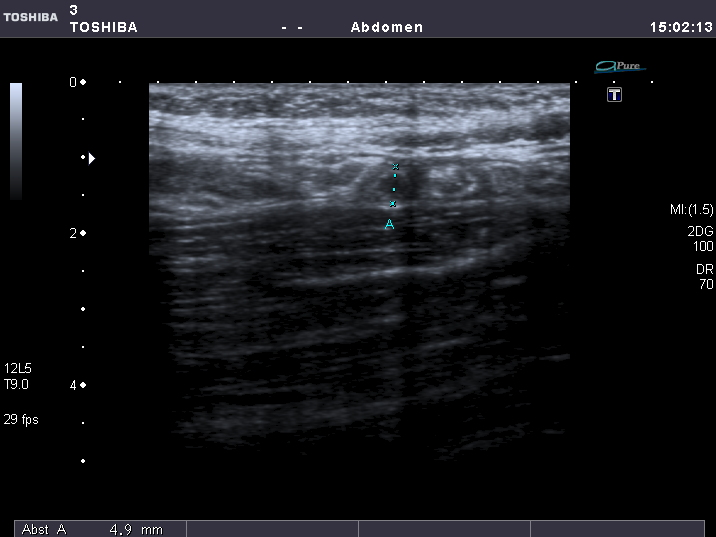 TOSHIBA
3
TOSHIBA - - Abdomen 15:02:13
aPure
T
0
2
4
A
MI:(1.5)
2DG
100
DR
70
12L5
T9.0
29 fps
Abst A 4.9 mm